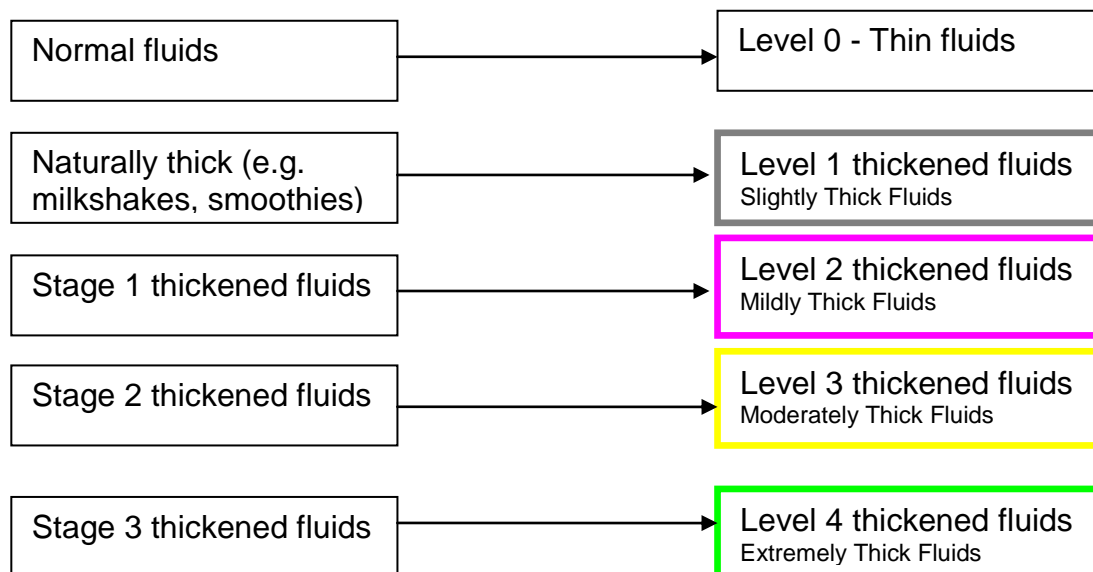 Normal fluids
Level 0 - Thin fluids
Naturally thick (e.g.
milkshakes, smoothies)
Level 1 thickened fluids
Slightly Thick Fluids
Stage 1 thickened fluids
Level 2 thickened fluids
Mildly Thick Fluids
Stage 2 thickened fluids
Level 3 thickened fluids
Moderately Thick Fluids
Stage 3 thickened fluids
Level 4 thickened fluids
Extremely Thick Fluids